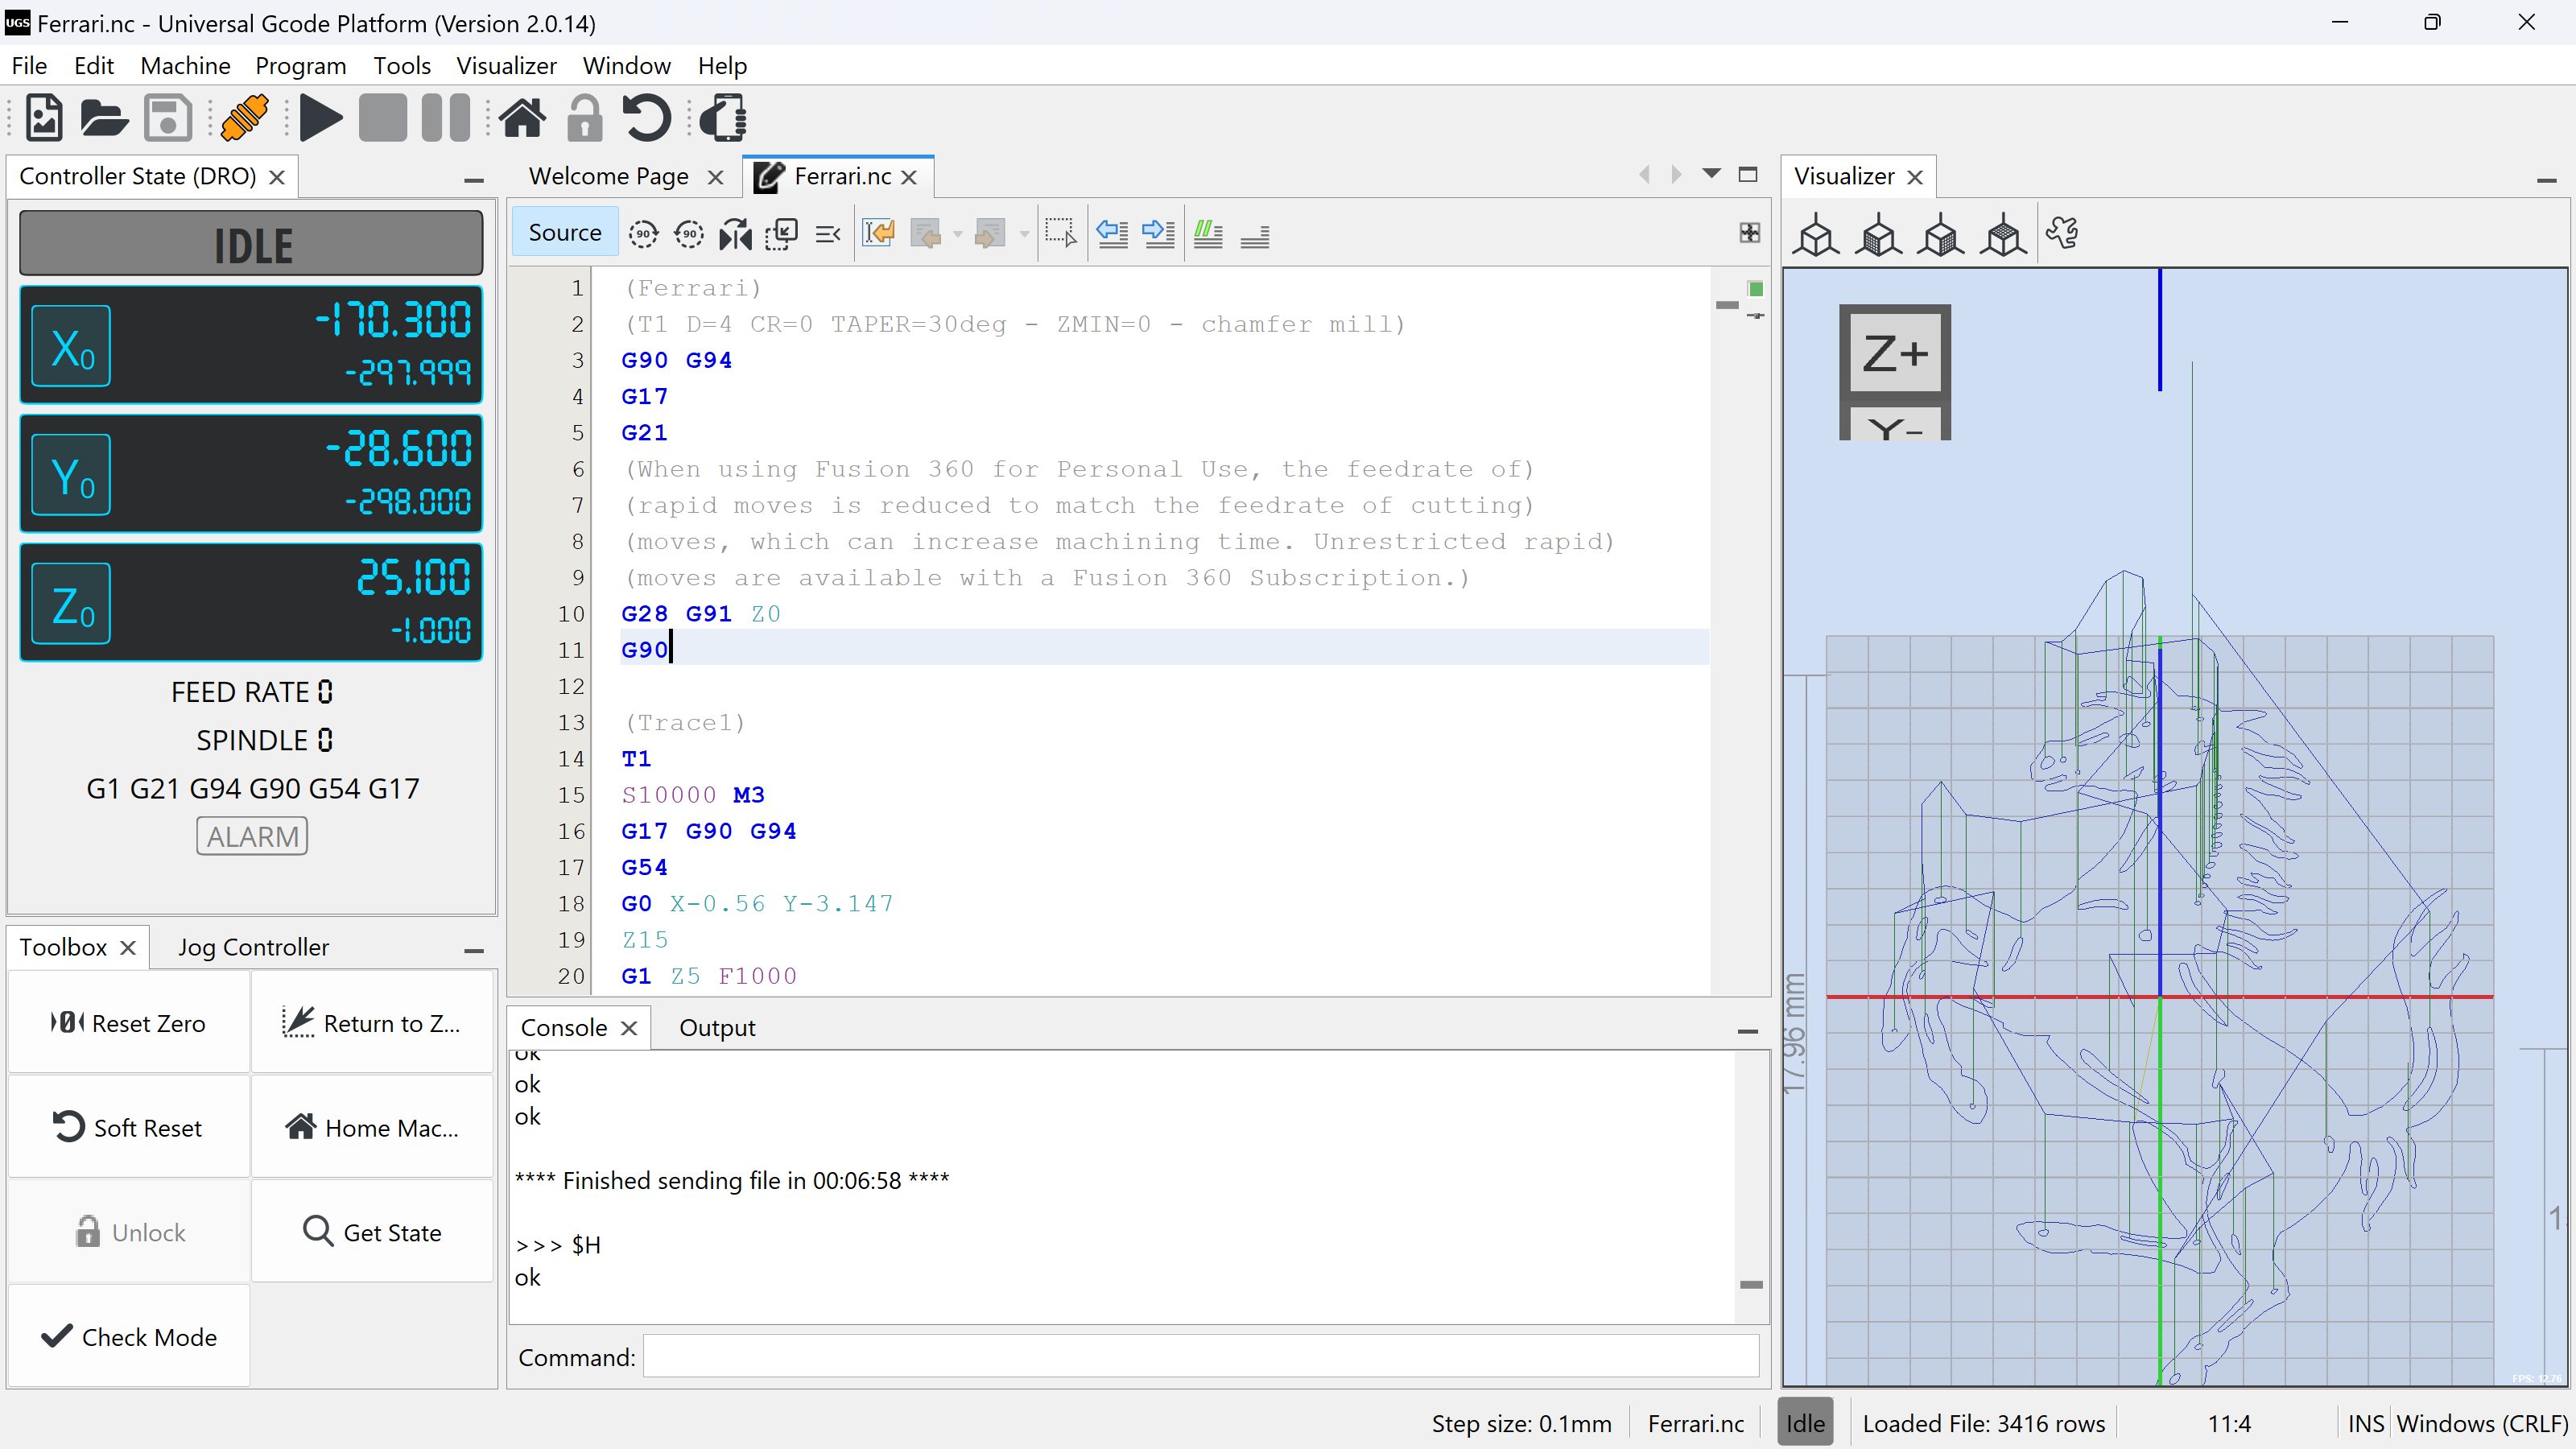 UGS Ferrari.nc - Universal Gcode Platform (Version 2.0.14)
File Edit Machine Program Tools Visualizer Window Help
Controller State (DRO)
IDLE
X0 -170.300
-297.999
Y0 -28.600
-298.000
Z0 25.100
-1.000
FEED RATE 0
SPINDLE 0
G1 G21 G94 G90 G54 G17
ALARM
Toolbox Jog Controller
Reset Zero Return to Z...
Soft Reset Home Mac...
Unlock Get State
Check Mode
Welcome Page Ferrari.nc
Source 90 90
1 (Ferrari)
2 (T1 D=4 CR=0 TAPER=30deg - ZMIN=0 - chamfer mill)
3 G90 G94
4 G17
5 G21
6 (When using Fusion 360 for Personal Use, the feedrate of)
7 (rapid moves is reduced to match the feedrate of cutting)
8 (moves, which can increase machining time. Unrestricted rapid)
9 (moves are available with a Fusion 360 Subscription.)
10 G28 G91 Z0
11 G90
12
13 (Trace1)
14 T1
15 S10000 M3
16 G17 G90 G94
17 G54
18 G0 X-0.56 Y-3.147
19 Z15
20 G1 Z5 F1000
Console Output
ok
ok
ok
**** Finished sending file in 00:06:58 ****
>>> $H
ok
Command:
Visualizer
Z+
Y-
17.96 mm
1.
FPS: 12.76
Step size: 0.1mm Ferrari.nc Idle Loaded File: 3416 rows 11:4 INS Windows (CRLF)